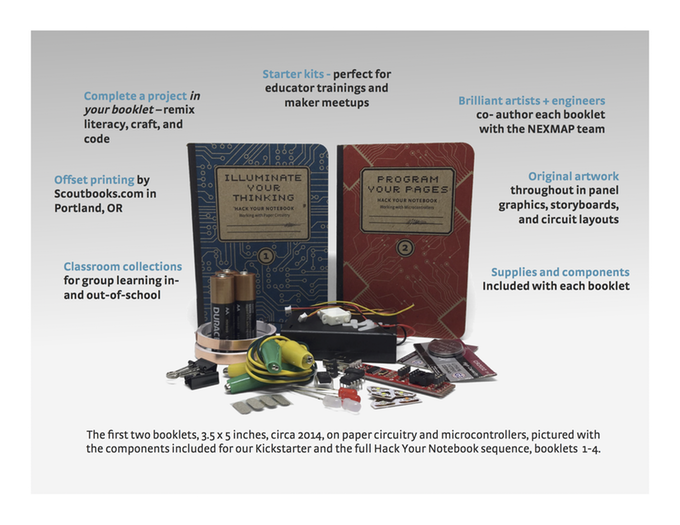 Starter kits - perfect for
educator trainings and
maker meetups
Complete a project in
your booklet – remix
literacy, craft, and
code
Brilliant artists + engineers
co- author each booklet
with the NEXMAP team
Offset printing by
Scoutbooks.com in
Portland, OR
Original artwork
throughout in panel
graphics, storyboards,
and circuit layouts
Classroom collections
for group learning in-
and out-of-school
Supplies and components
Included with each booklet
ILLUMINATE
YOUR
THINKING
HACK YOUR NOTEBOOK
Working with Paper Circuitry
1
PROGRAM
YOUR PAGES
HACK YOUR NOTEBOOK
Working with Microcontrollers
2
DURAC
AA
The first two booklets, 3.5 x 5 inches, circa 2014, on paper circuitry and microcontrollers, pictured with
the components included for our Kickstarter and the full Hack Your Notebook sequence, booklets 1-4.